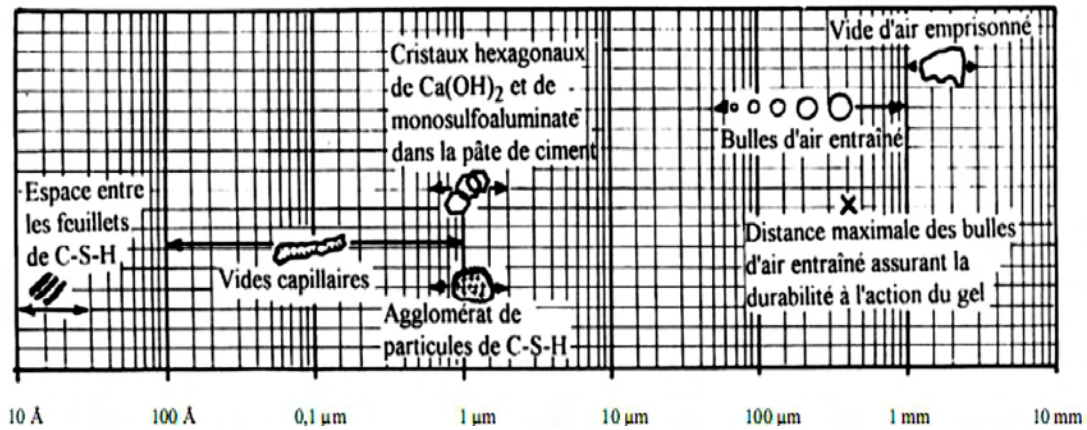 Vide d'air emprisonné
Cristaux hexagonaux
de Ca(OH)2 et de
monosulfoaluminate
dans la pâte de ciment
Bulles d'air entraîné
Espace entre
les feuillets
de C-S-H
Vides capillaires
Distance maximale des bulles
d'air entraîné assurant la
durabilité à l'action du gel
Agglomérat de
particules de C-S-H
10 Å 100 Å 0,1 µm 1 µm 10 µm 100 µm 1 mm 10 mm